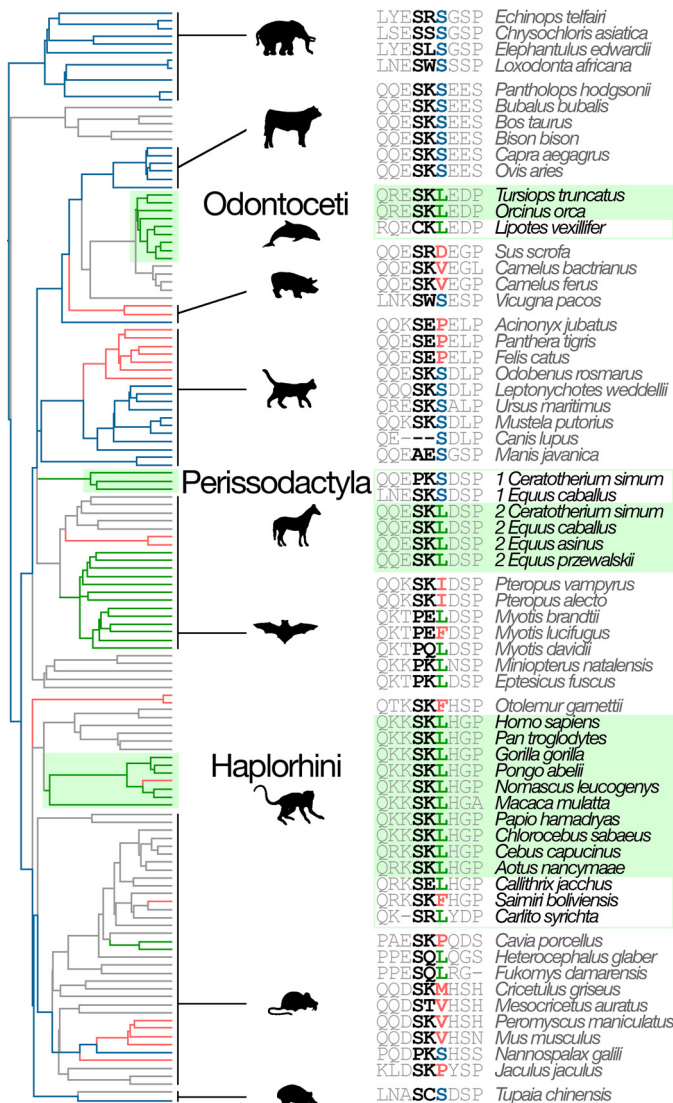 LYESRSGSP Echinops telfairi
LSESSSGSP Chrysochloris asiatica
LYESLSGSP Elephantulus edwardii
LNESWSSSP Loxodonta africana
QQESKSEES Pantholops hodgsonii
QQESKSEES Bubalus bubalis
QQESKSEES Bos taurus
QQESKSEES Bison bison
QQESKSEES Capra aegagrus
QQESKSEES Ovis aries
Odontoceti
QRESKLEDP Tursiops truncatus
QRESKLEDP Orcinus orca
RQECKLEDP Lipotes vexillifer
QQESRDEGP Sus scrofa
QQESKVEGL Camelus bactrianus
QQESKVEGP Camelus ferus
LNKSWSESP Vicugna pacos
QQKSEPELP Acinonyx jubatus
QQESEPELP Panthera tigris
QQESEPELP Felis catus
QQESKSDLP Odobenus rosmarus
QQESKSDLP Leptonychotes weddellii
QRESKSALP Ursus maritimus
QQKSKSDLP Mustela putorius
QE---SDLP Canis lupus
QQEAESGSP Manis javanica
Perissodactyla
QQEPKSDSP 1 Ceratotherium simum
LNESKSDSP 1 Equus caballus
QQESKLDSP 2 Ceratotherium simum
QQESKLDSP 2 Equus caballus
QQESKLDSP 2 Equus asinus
QQESKLDSP 2 Equus przewalskii
QQKSKIDSP Pteropus vampyrus
QQKSKIDSP Pteropus alecto
QKTPELDSP Myotis brandtii
QKTPEFDSP Myotis lucifugus
QKTPQLDSP Myotis davidii
QKKPKLNSP Miniopterus natalensis
QKTPKLDSP Eptesicus fuscus
QTKSKFHSP Otolemur garnettii
Haplorhini
QKKSKLHGP Homo sapiens
QKKSKLHGP Pan troglodytes
QKKSKLHGP Gorilla gorilla
QKKSKLHGP Pongo abelii
QKKSKLHGP Nomascus leucogenys
QKKSKLHGA Macaca mulatta
QKKSKLHGP Papio hamadryas
QKKSKLHGP Chlorocebus sabaeus
QRKSKLHGP Cebus capucinus
QRKSKLHGP Aotus nancymaae
QRKSELHGP Callithrix jacchus
QRKSKFHGP Saimiri boliviensis
QK-SRLYDP Carlito syrichta
PAESKPQDS Cavia porcellus
PPESQLQGS Heterocephalus glaber
PPESQLRG- Fukomys damarensis
QQDSKMHSH Cricetulus griseus
QQDSTVHSH Mesocricetus auratus
QQDSKVHSH Peromyscus maniculatus
QQDSKVHSN Mus musculus
PQDPKSHSS Nannospalax galili
KLDSKPYSP Jaculus jaculus
LNASCSDSP Tupaia chinensis